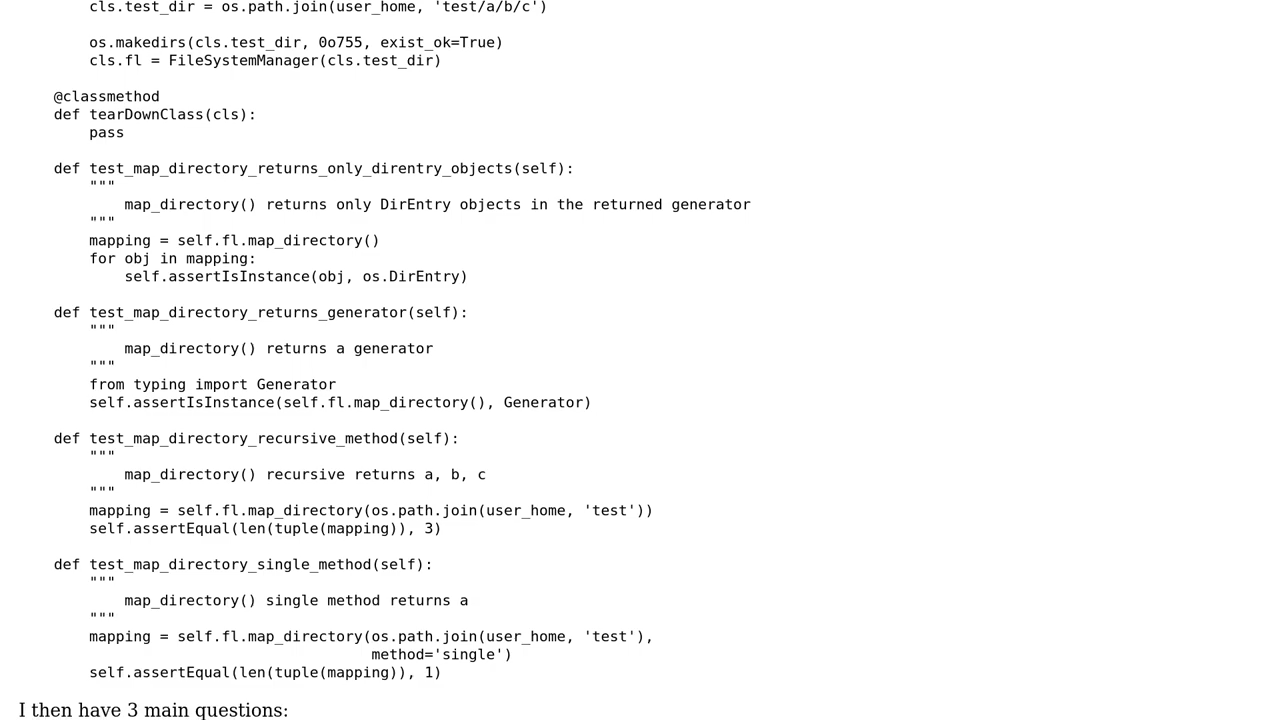 cls.test_dir = os.path.join(user_home, 'test/a/b/c')
os.makedirs(cls.test_dir, 0o755, exist_ok=True)
cls.fl = FileSystemManager(cls.test_dir)
@classmethod
def tearDownClass(cls):
pass
def test_map_directory_returns_only_direntry_objects(self):
"""
map_directory() returns only DirEntry objects in the returned generator
"""
mapping = self.fl.map_directory()
for obj in mapping:
self.assertIsInstance(obj, os.DirEntry)
def test_map_directory_returns_generator(self):
"""
map_directory() returns a generator
"""
from typing import Generator
self.assertIsInstance(self.fl.map_directory(), Generator)
def test_map_directory_recursive_method(self):
"""
map_directory() recursive returns a, b, c
"""
mapping = self.fl.map_directory(os.path.join(user_home, 'test'))
self.assertEqual(len(tuple(mapping)), 3)
def test_map_directory_single_method(self):
"""
map_directory() single method returns a
"""
mapping = self.fl.map_directory(os.path.join(user_home, 'test'),
method='single')
self.assertEqual(len(tuple(mapping)), 1)
I then have 3 main questions: